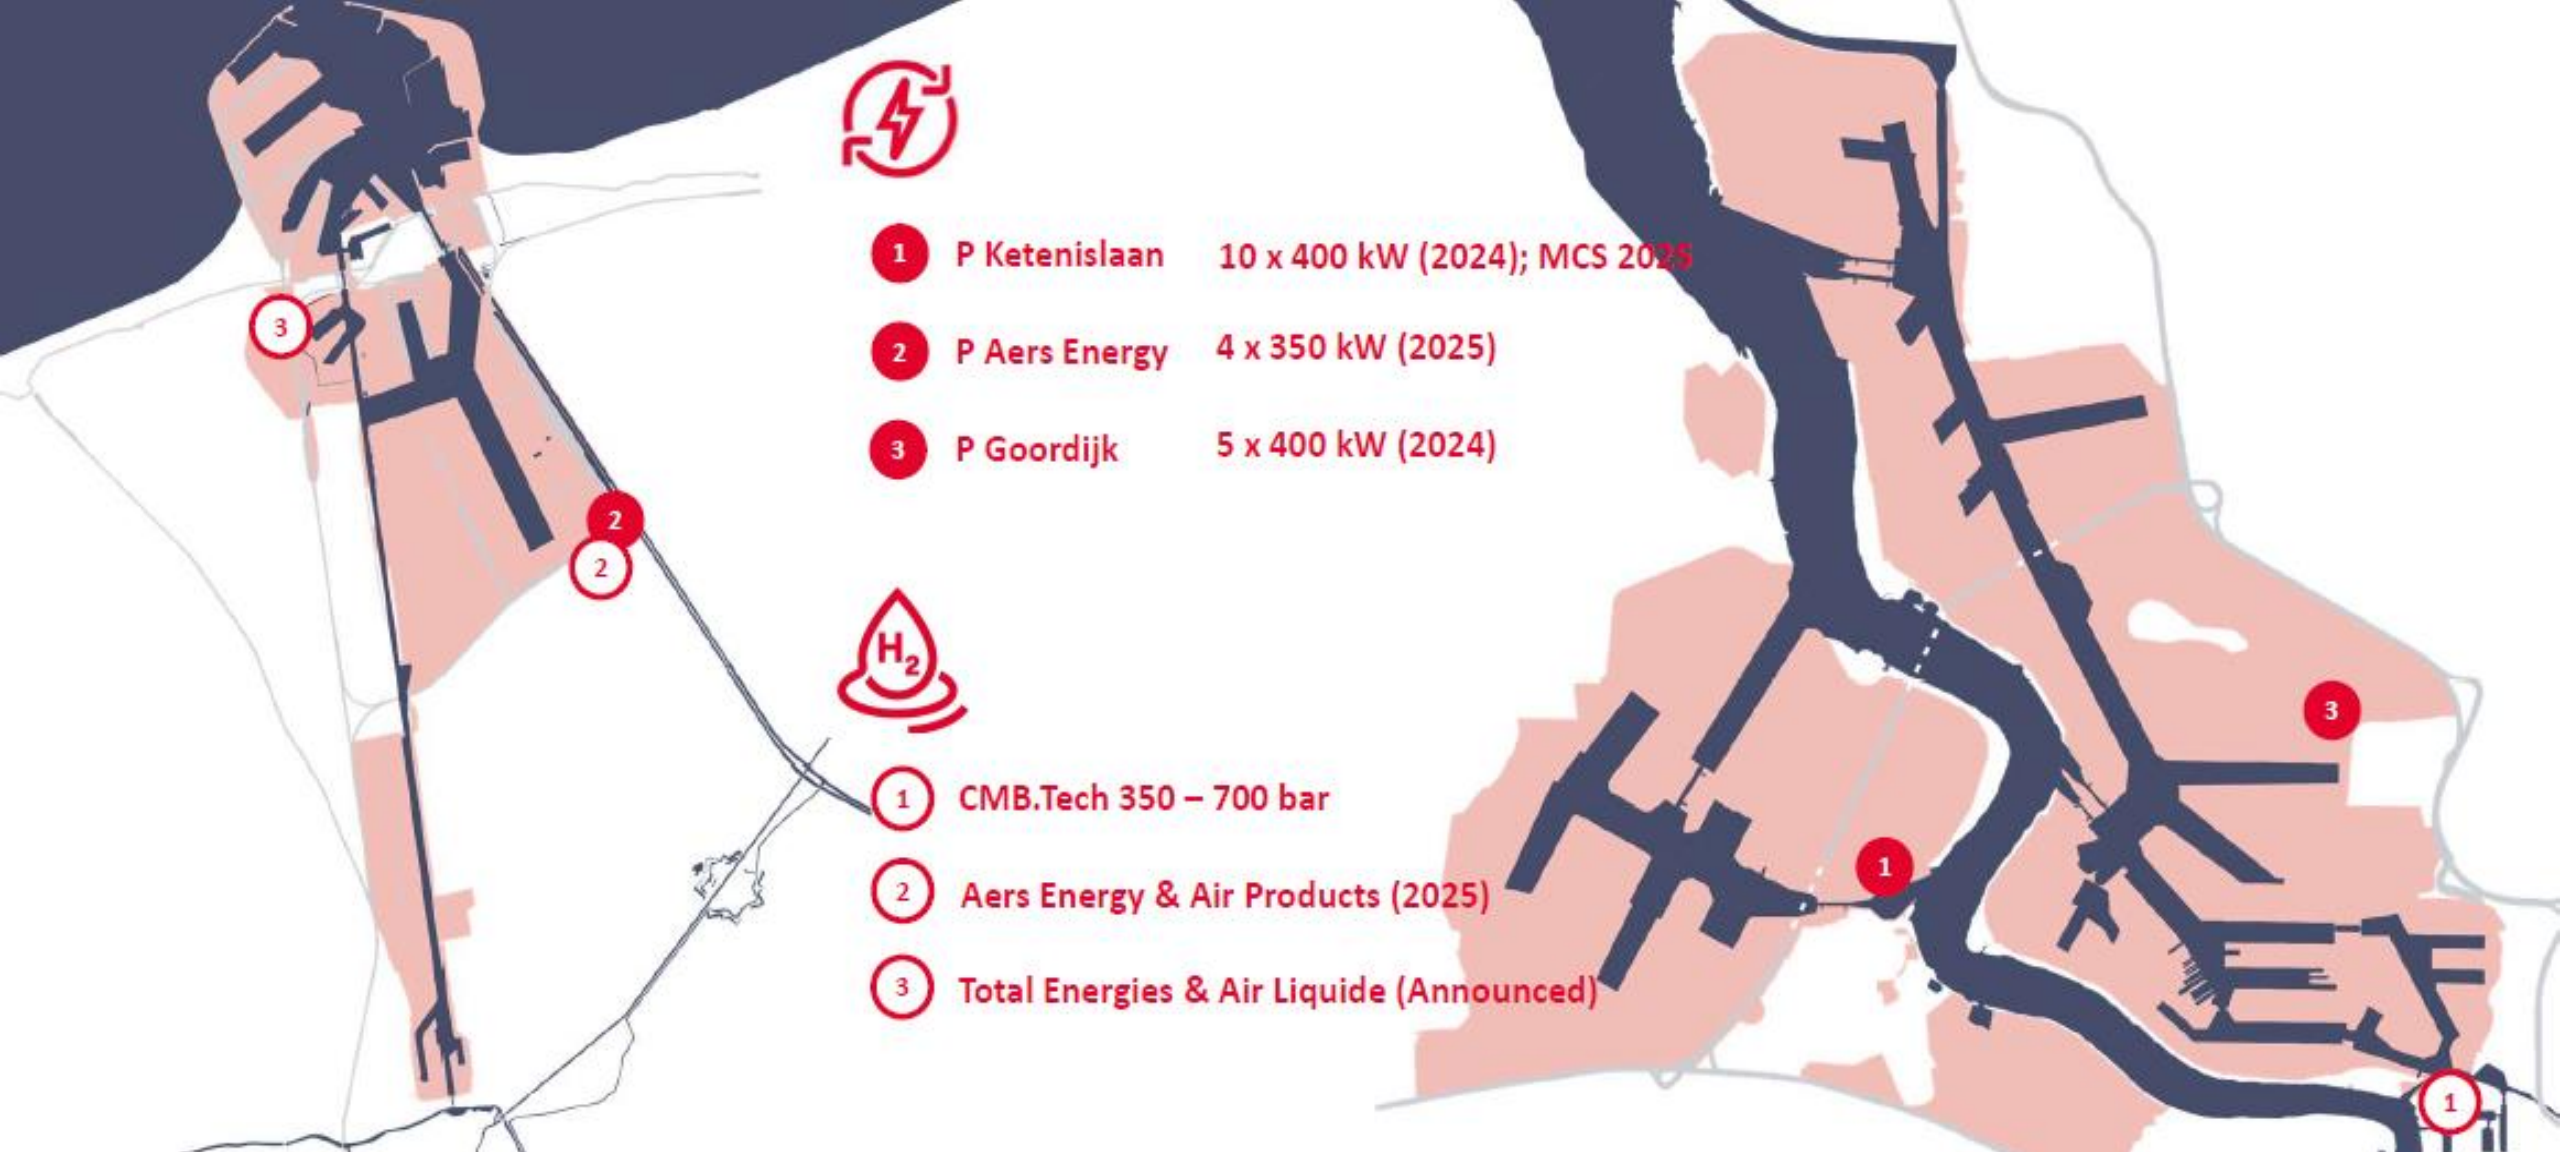 1 P Ketenislaan 10 x 400 kW (2024); MCS 2025
2 P Aers Energy 4 x 350 kW (2025)
3 P Goordijk 5 x 400 kW (2024)
H2
1 CMB.Tech 350 – 700 bar
2 Aers Energy & Air Products (2025)
3 Total Energies & Air Liquide (Announced)
3
2
2
3
1
1